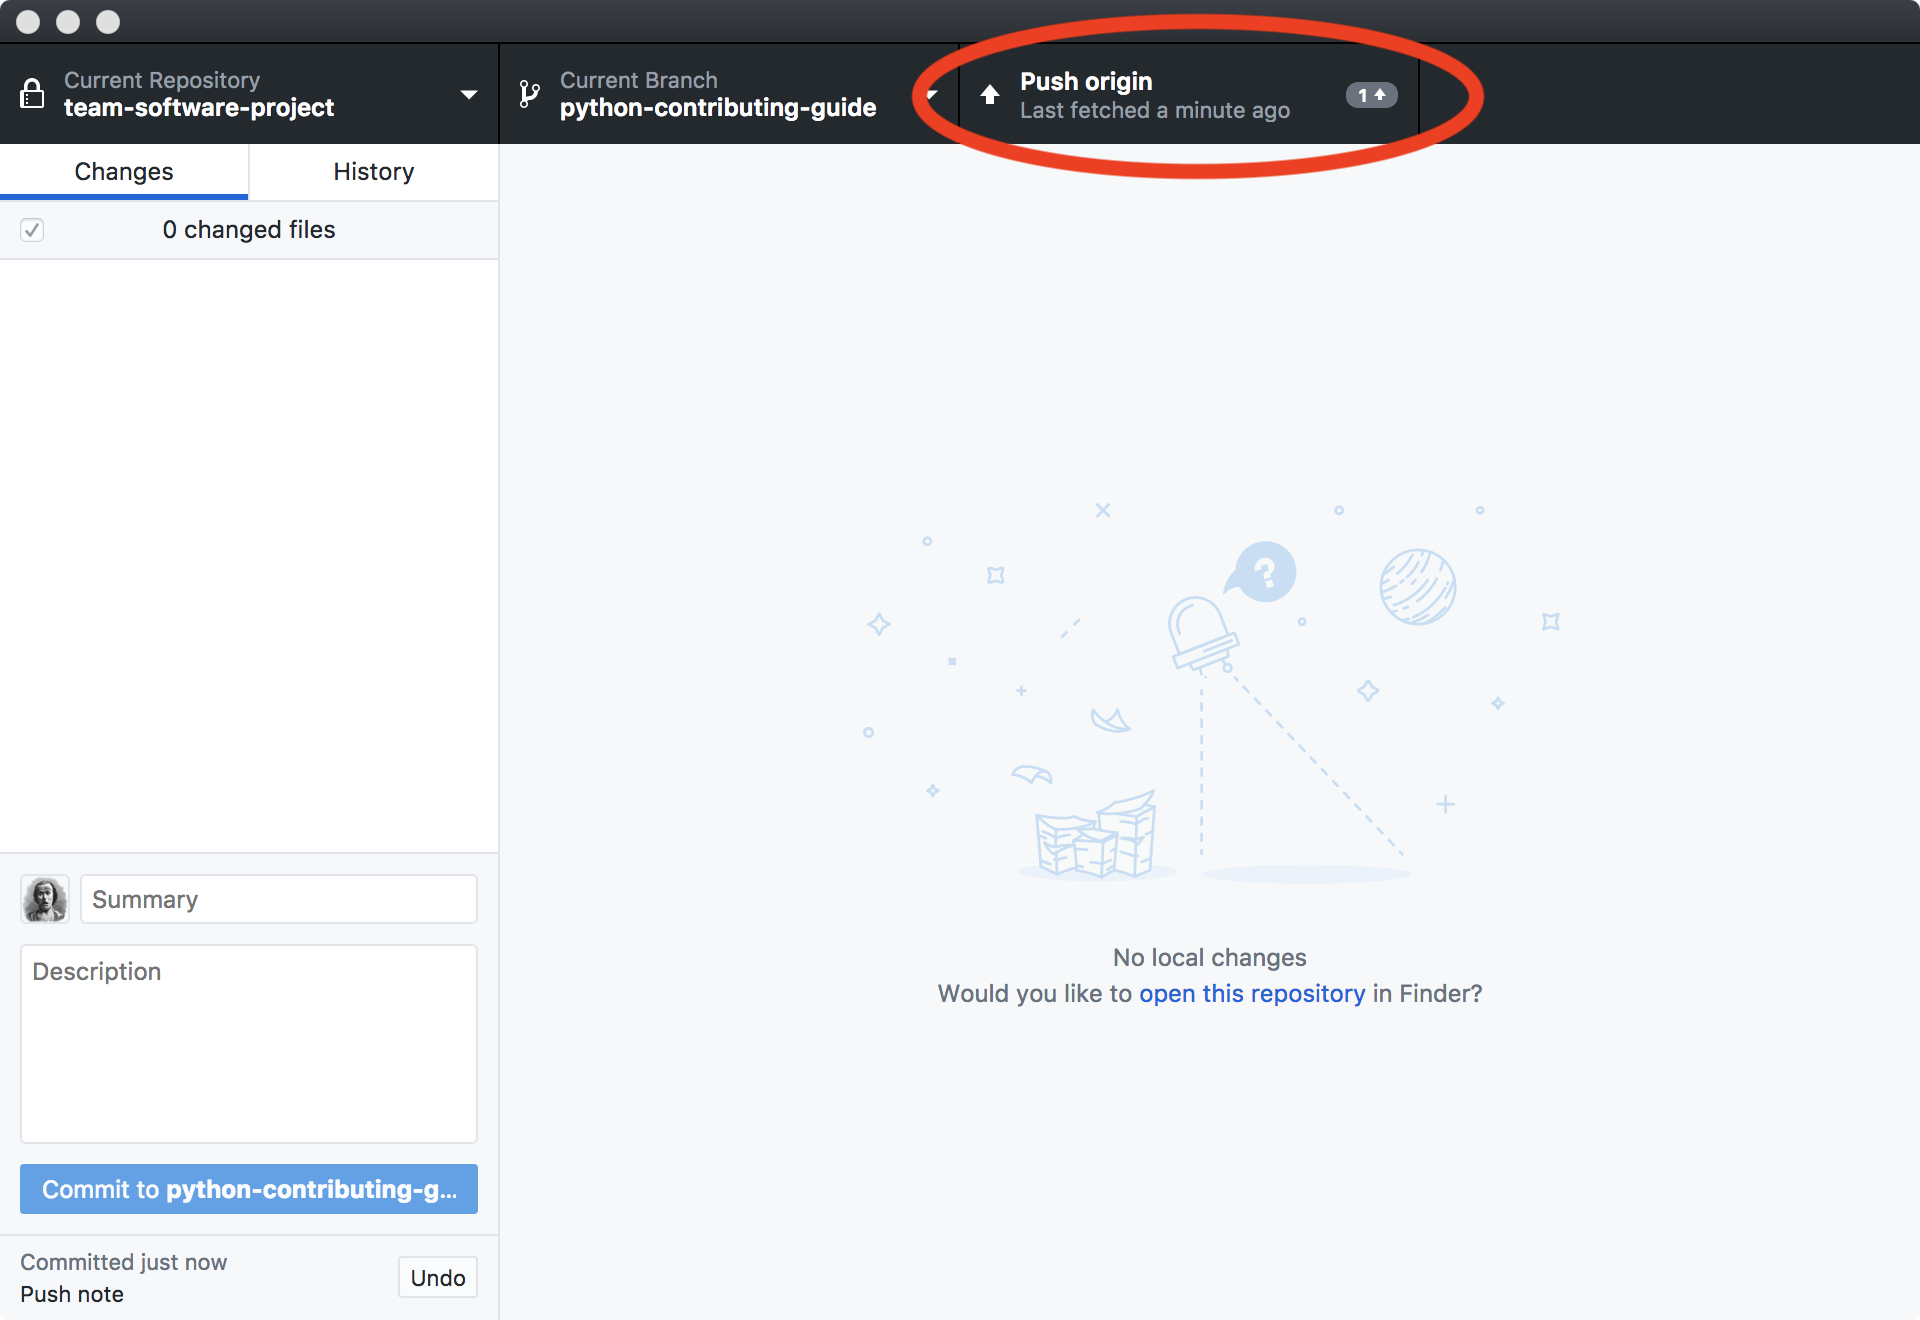 Current Repository
team-software-project
Current Branch
python-contributing-guide
Push origin
Last fetched a minute ago
1
Changes
History
0 changed files
?
No local changes
Would you like to open this repository in Finder?
Summary
Description
Commit to python-contributing-g...
Committed just now
Push note
Undo